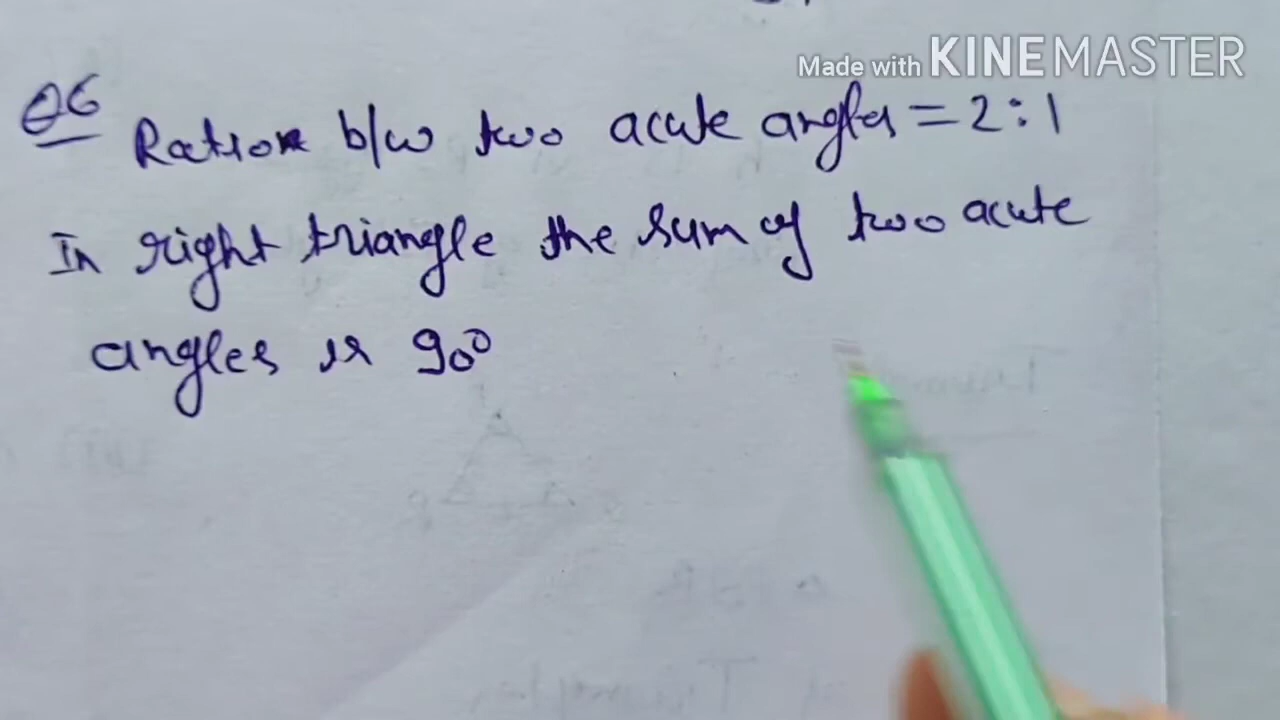 Made with KINEMASTER
Q6
Ration b/w two acute angles = 2:1
In right triangle the sum of two acute
angles is 90°